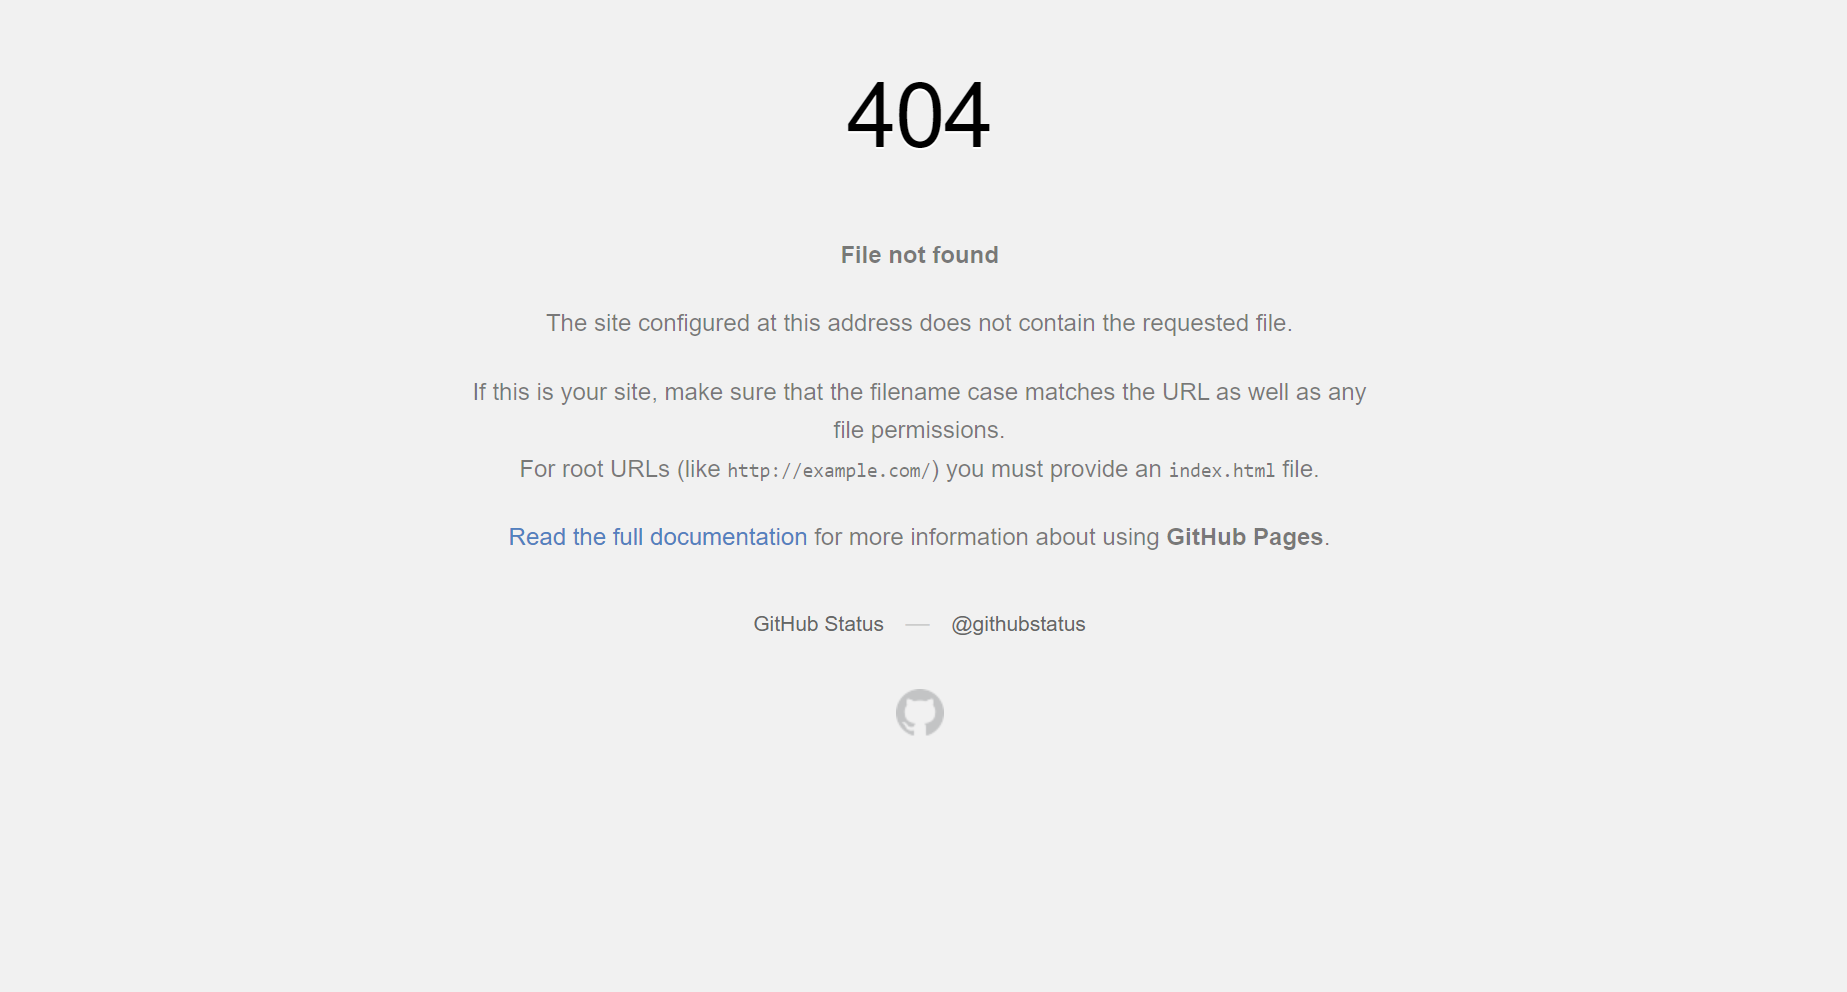 404
File not found
The site configured at this address does not contain the requested file.
If this is your site, make sure that the filename case matches the URL as well as any
file permissions.
For root URLs (like http://example.com/) you must provide an index.html file.
Read the full documentation for more information about using GitHub Pages.
GitHub Status — @githubstatus